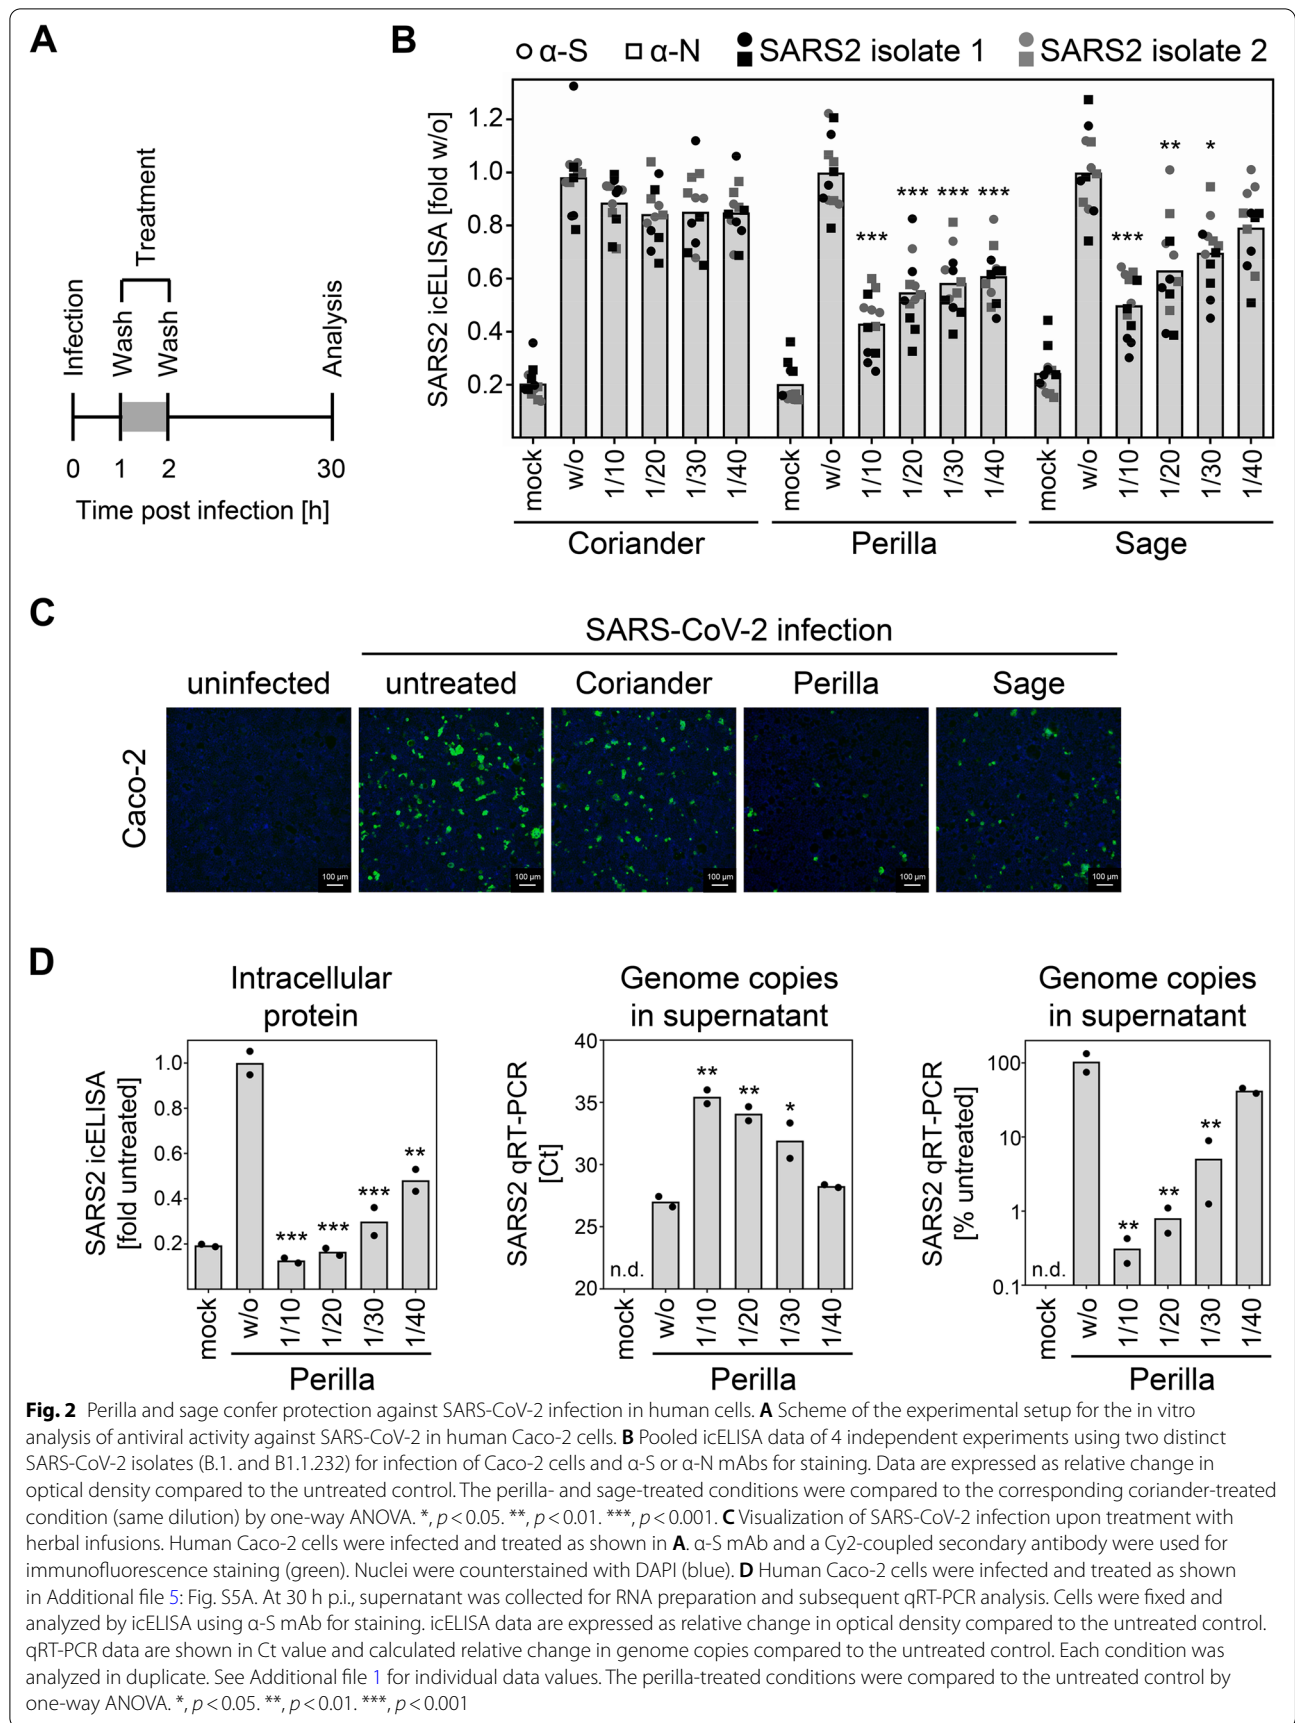 A
Infection
Wash
Treatment
Wash
Analysis
0 1 2 30
Time post infection [h]
B
α-S α-N SARS2 isolate 1 SARS2 isolate 2
SARS2 icELISA [fold w/o]
1.2
1.0
0.8
0.6
0.4
0.2
*** *** *** *** *** ** *
mock w/o 1/10 1/20 1/30 1/40 mock w/o 1/10 1/20 1/30 1/40 mock w/o 1/10 1/20 1/30 1/40
Coriander Perilla Sage
C
SARS-CoV-2 infection
uninfected untreated Coriander Perilla Sage
Caco-2
100 µm 100 µm 100 µm 100 µm 100 µm
D
Intracellular
protein
SARS2 icELISA
[fold untreated]
1.0
0.8
0.6
0.4
0.2
*** *** *** **
mock w/o 1/10 1/20 1/30 1/40
Perilla
Genome copies
in supernatant
SARS2 qRT-PCR
[Ct]
40
35
30
25
20
n.d.
** ** *
mock w/o 1/10 1/20 1/30 1/40
Perilla
Genome copies
in supernatant
SARS2 qRT-PCR
[% untreated]
100
10
1
0.1
n.d.
** ** **
mock w/o 1/10 1/20 1/30 1/40
Perilla
Fig. 2 Perilla and sage confer protection against SARS-CoV-2 infection in human cells. A Scheme of the experimental setup for the in vitro
analysis of antiviral activity against SARS-CoV-2 in human Caco-2 cells. B Pooled icELISA data of 4 independent experiments using two distinct
SARS-CoV-2 isolates (B.1. and B1.1.232) for infection of Caco-2 cells and α-S or α-N mAbs for staining. Data are expressed as relative change in
optical density compared to the untreated control. The perilla- and sage-treated conditions were compared to the corresponding coriander-treated
condition (same dilution) by one-way ANOVA. *, p < 0.05. **, p < 0.01. ***, p < 0.001. C Visualization of SARS-CoV-2 infection upon treatment with
herbal infusions. Human Caco-2 cells were infected and treated as shown in A. α-S mAb and a Cy2-coupled secondary antibody were used for
immunofluorescence staining (green). Nuclei were counterstained with DAPI (blue). D Human Caco-2 cells were infected and treated as shown
in Additional file 5: Fig. S5A. At 30 h p.i., supernatant was collected for RNA preparation and subsequent qRT-PCR analysis. Cells were fixed and
analyzed by icELISA using α-S mAb for staining. icELISA data are expressed as relative change in optical density compared to the untreated control.
qRT-PCR data are shown in Ct value and calculated relative change in genome copies compared to the untreated control. Each condition was
analyzed in duplicate. See Additional file 1 for individual data values. The perilla-treated conditions were compared to the untreated control by
one-way ANOVA. *, p < 0.05. **, p < 0.01. ***, p < 0.001